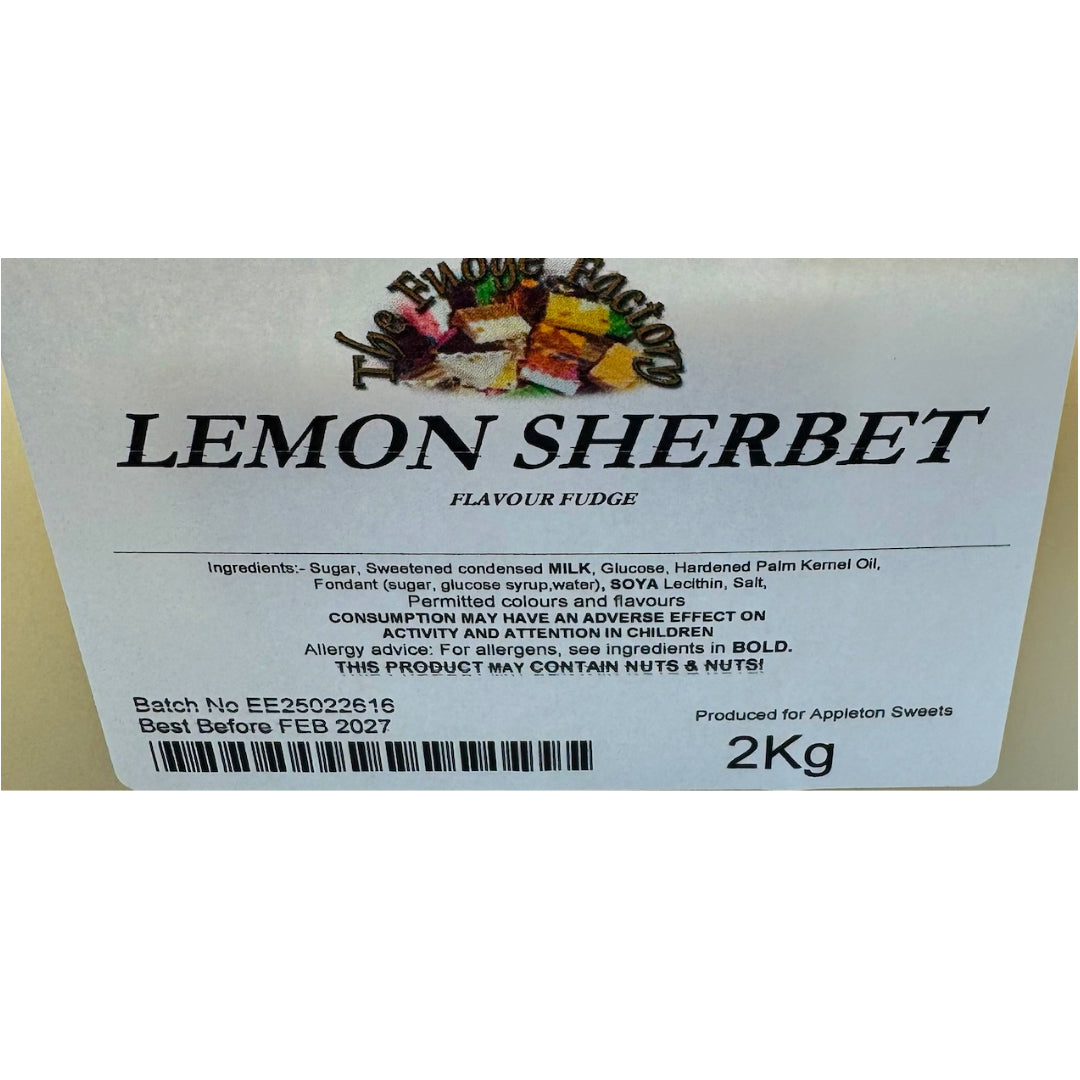 The Fudge Factory
LEMON SHERBET
FLAVOUR FUDGE
Ingredients:- Sugar, Sweetened condensed MILK, Glucose, Hardened Palm Kernel Oil,
Fondant (sugar, glucose syrup,water), SOYA Lecithin, Salt,
Permitted colours and flavours
CONSUMPTION MAY HAVE AN ADVERSE EFFECT ON
ACTIVITY AND ATTENTION IN CHILDREN
Allergy advice: For allergens, see ingredients in BOLD.
THIS PRODUCT MAY CONTAIN NUTS & NUTS!
Batch No EE25022616
Best Before FEB 2027
Produced for Appleton Sweets
2Kg